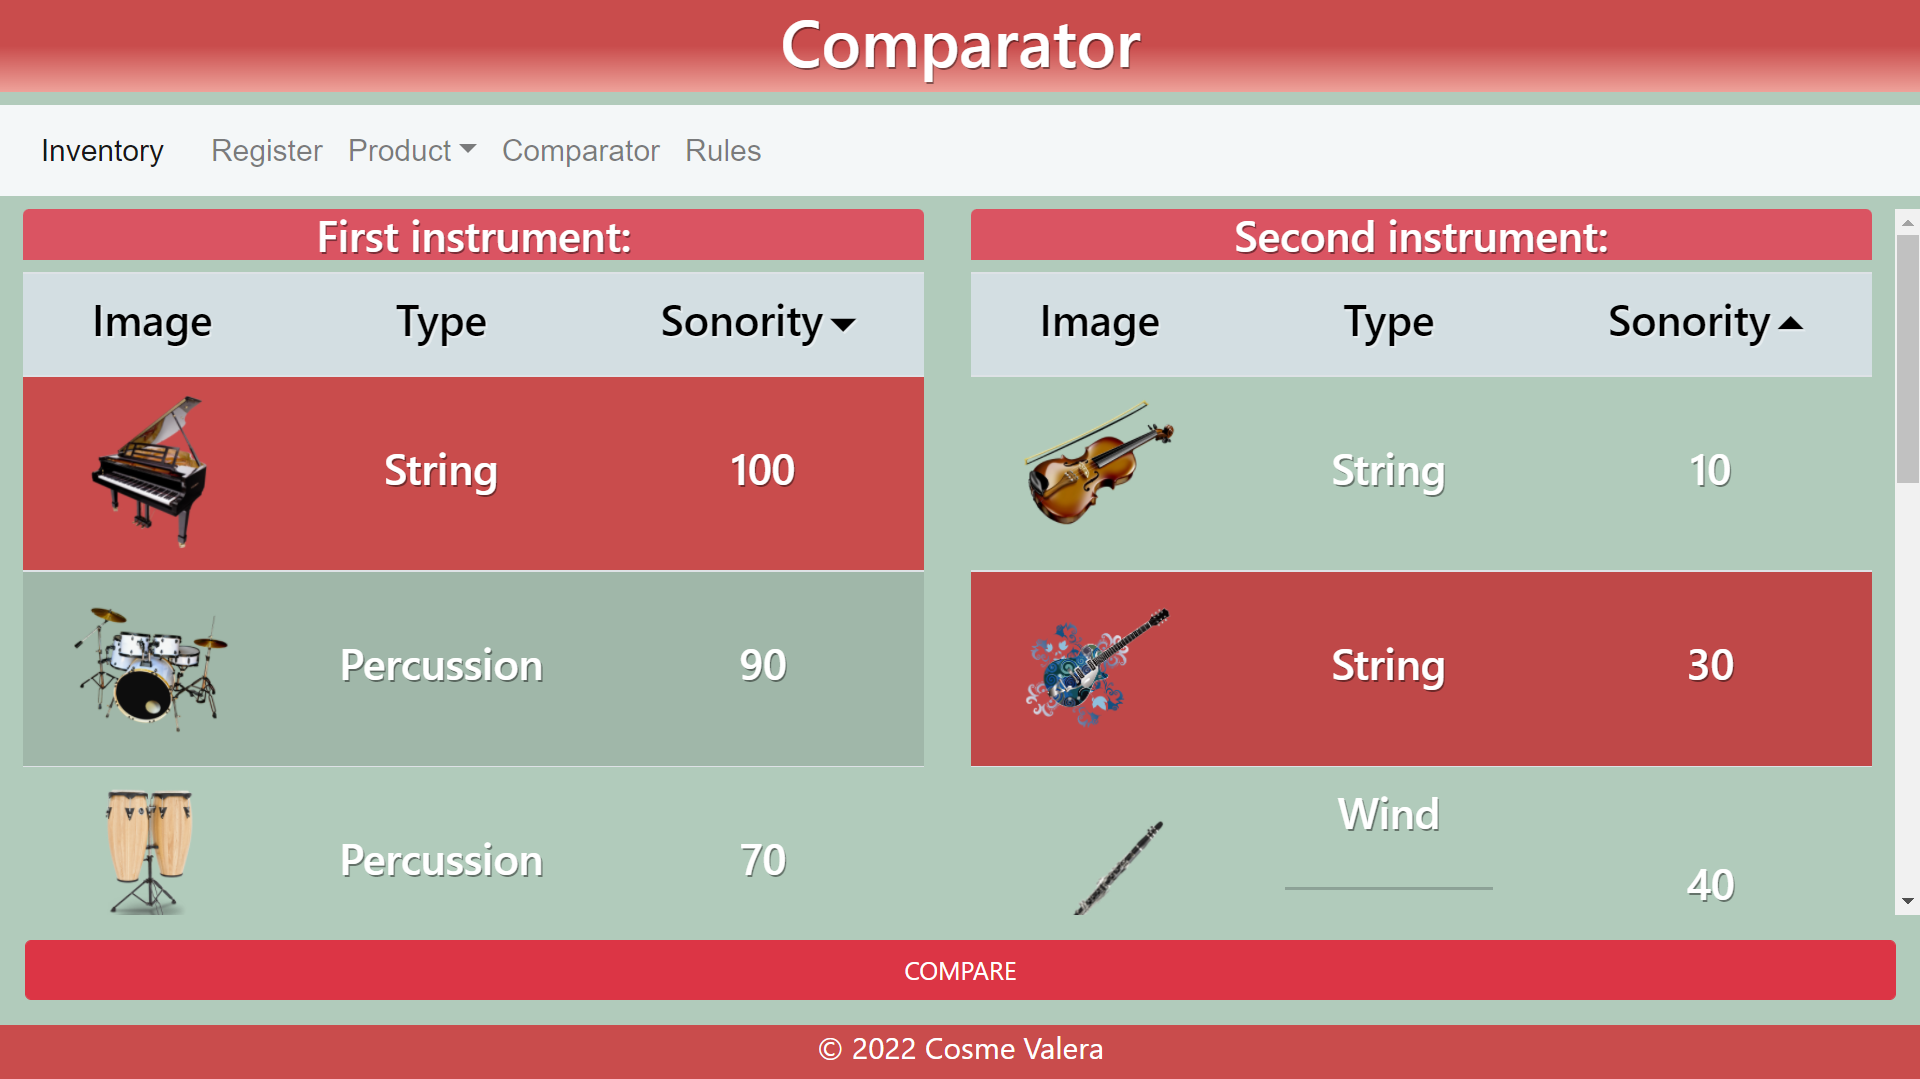 Comparator
Inventory Register Product Comparator Rules
First instrument:
Image Type Sonority
String 100
Percussion 90
Percussion 70
Second instrument:
Image Type Sonority
String 10
String 30
Wind
40
COMPARE
© 2022 Cosme Valera